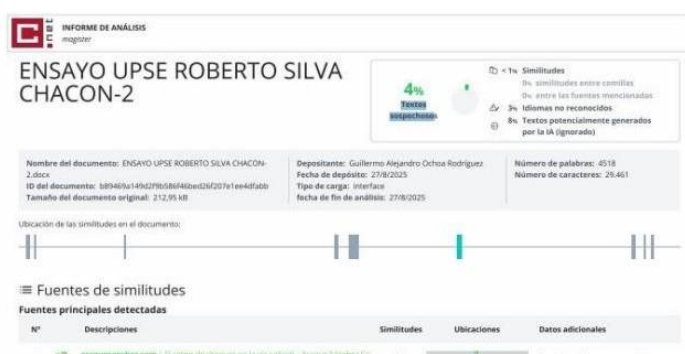 INFORME DE ANÁLISIS
magister
ENSAYO UPSE ROBERTO SILVA
CHACON-2
4%
Textos
sospechosos
< 1% Similitudes
0% similitudes entre comillas
0% entre las fuentes mencionadas
3% Idiomas no reconocidos
8% Textos potencialmente generados
por la IA (ignorado)
Nombre del documento: ENSAYO UPSE ROBERTO SILVA CHACON-
2.docx
ID del documento:
Tamaño del documento original: 212,95 kB
Depositante: Guillermo Alejandro Ochoa Rodríguez
Fecha de depósito: 27/8/2025
Tipo de carga: interface
fecha de fin de análisis: 27/8/2025
Número de palabras: 4518
Número de caracteres: 29.461
Ubicación de las similitudes en el documento:
Fuentes de similitudes
Fuentes principales detectadas
N° Descripciones Similitudes Ubicaciones Datos adicionales